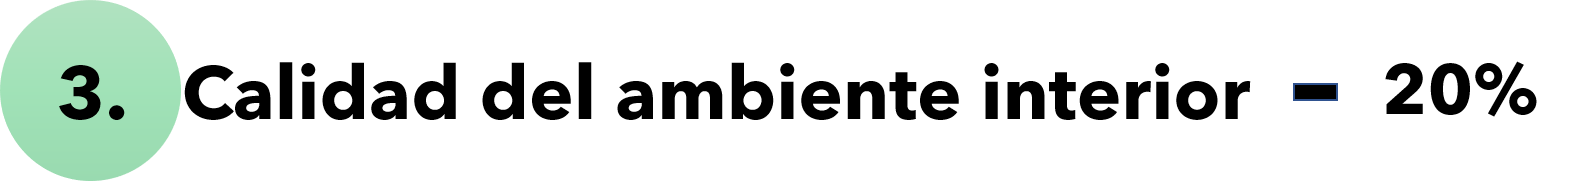 3. Calidad del ambiente interior - 20%